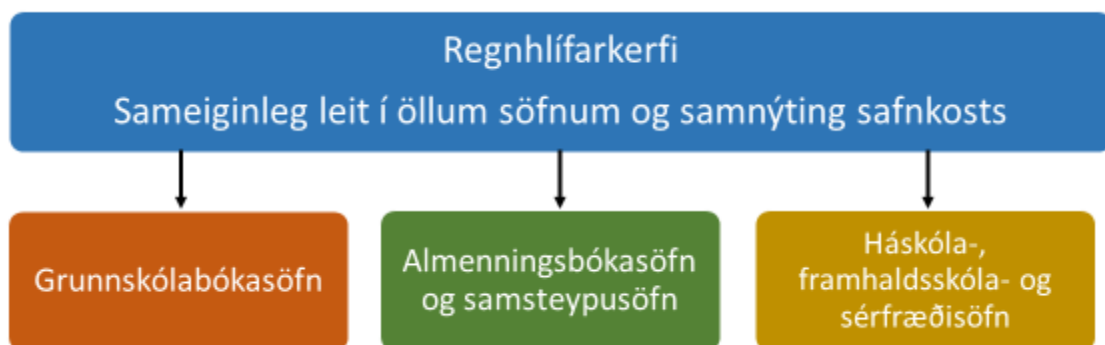 Regnhlífarkerfi
Sameiginleg leit í öllum söfnum og samnýting safnkosts
Grunnskólabókasöfn
Almenningsbókasöfn
og samsteypusöfn
Háskóla-,
framhaldsskóla- og
sérfræðisöfn